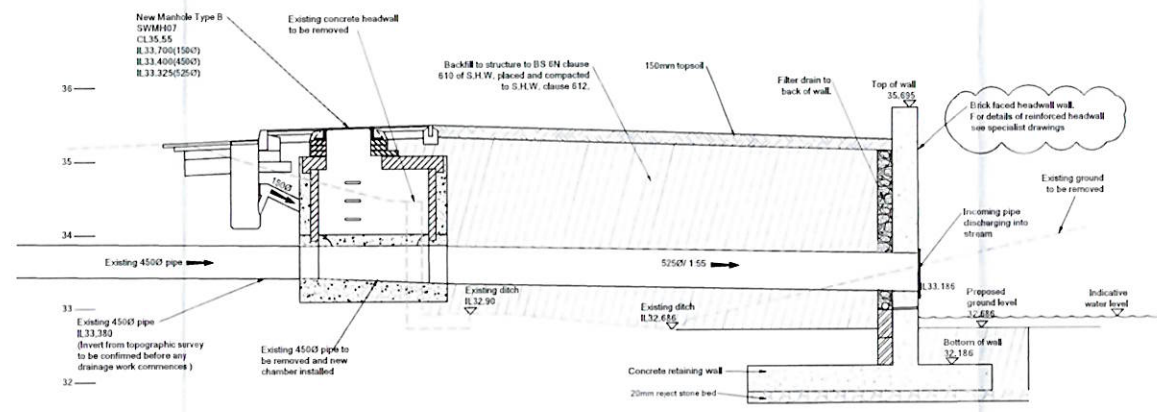 New Manhole Type B
SWMH07
CL35.55
IL33.700(150Ø)
IL33.400(450Ø)
IL33.325(525Ø)
Existing concrete headwall
to be removed
Backfill to structure to BS 6N clause
610 of S.H.W, placed and compacted
to S.H.W, clause 612.
150mm topsoil
Filter drain to
back of wall.
Top of wall
35.695
Brick faced headwall wall.
For details of reinforced headwall
see specialist drawings
36
35
34
33
32
150Ø
Existing ground
to be removed
Incoming pipe
discharging into
stream
Existing 450Ø pipe
525Ø/ 1:55
IL33.186
Existing ditch
IL32.90
Existing ditch
IL32.686
Proposed
ground level
32.686
Indicative
water level
Existing 450Ø pipe
IL33.380
(Invert from topographic survey
to be confirmed before any
drainage work commences )
Existing 450Ø pipe to
be removed and new
chamber installed
Bottom of wall
32.186
Concrete retaining wall
20mm reject stone bed